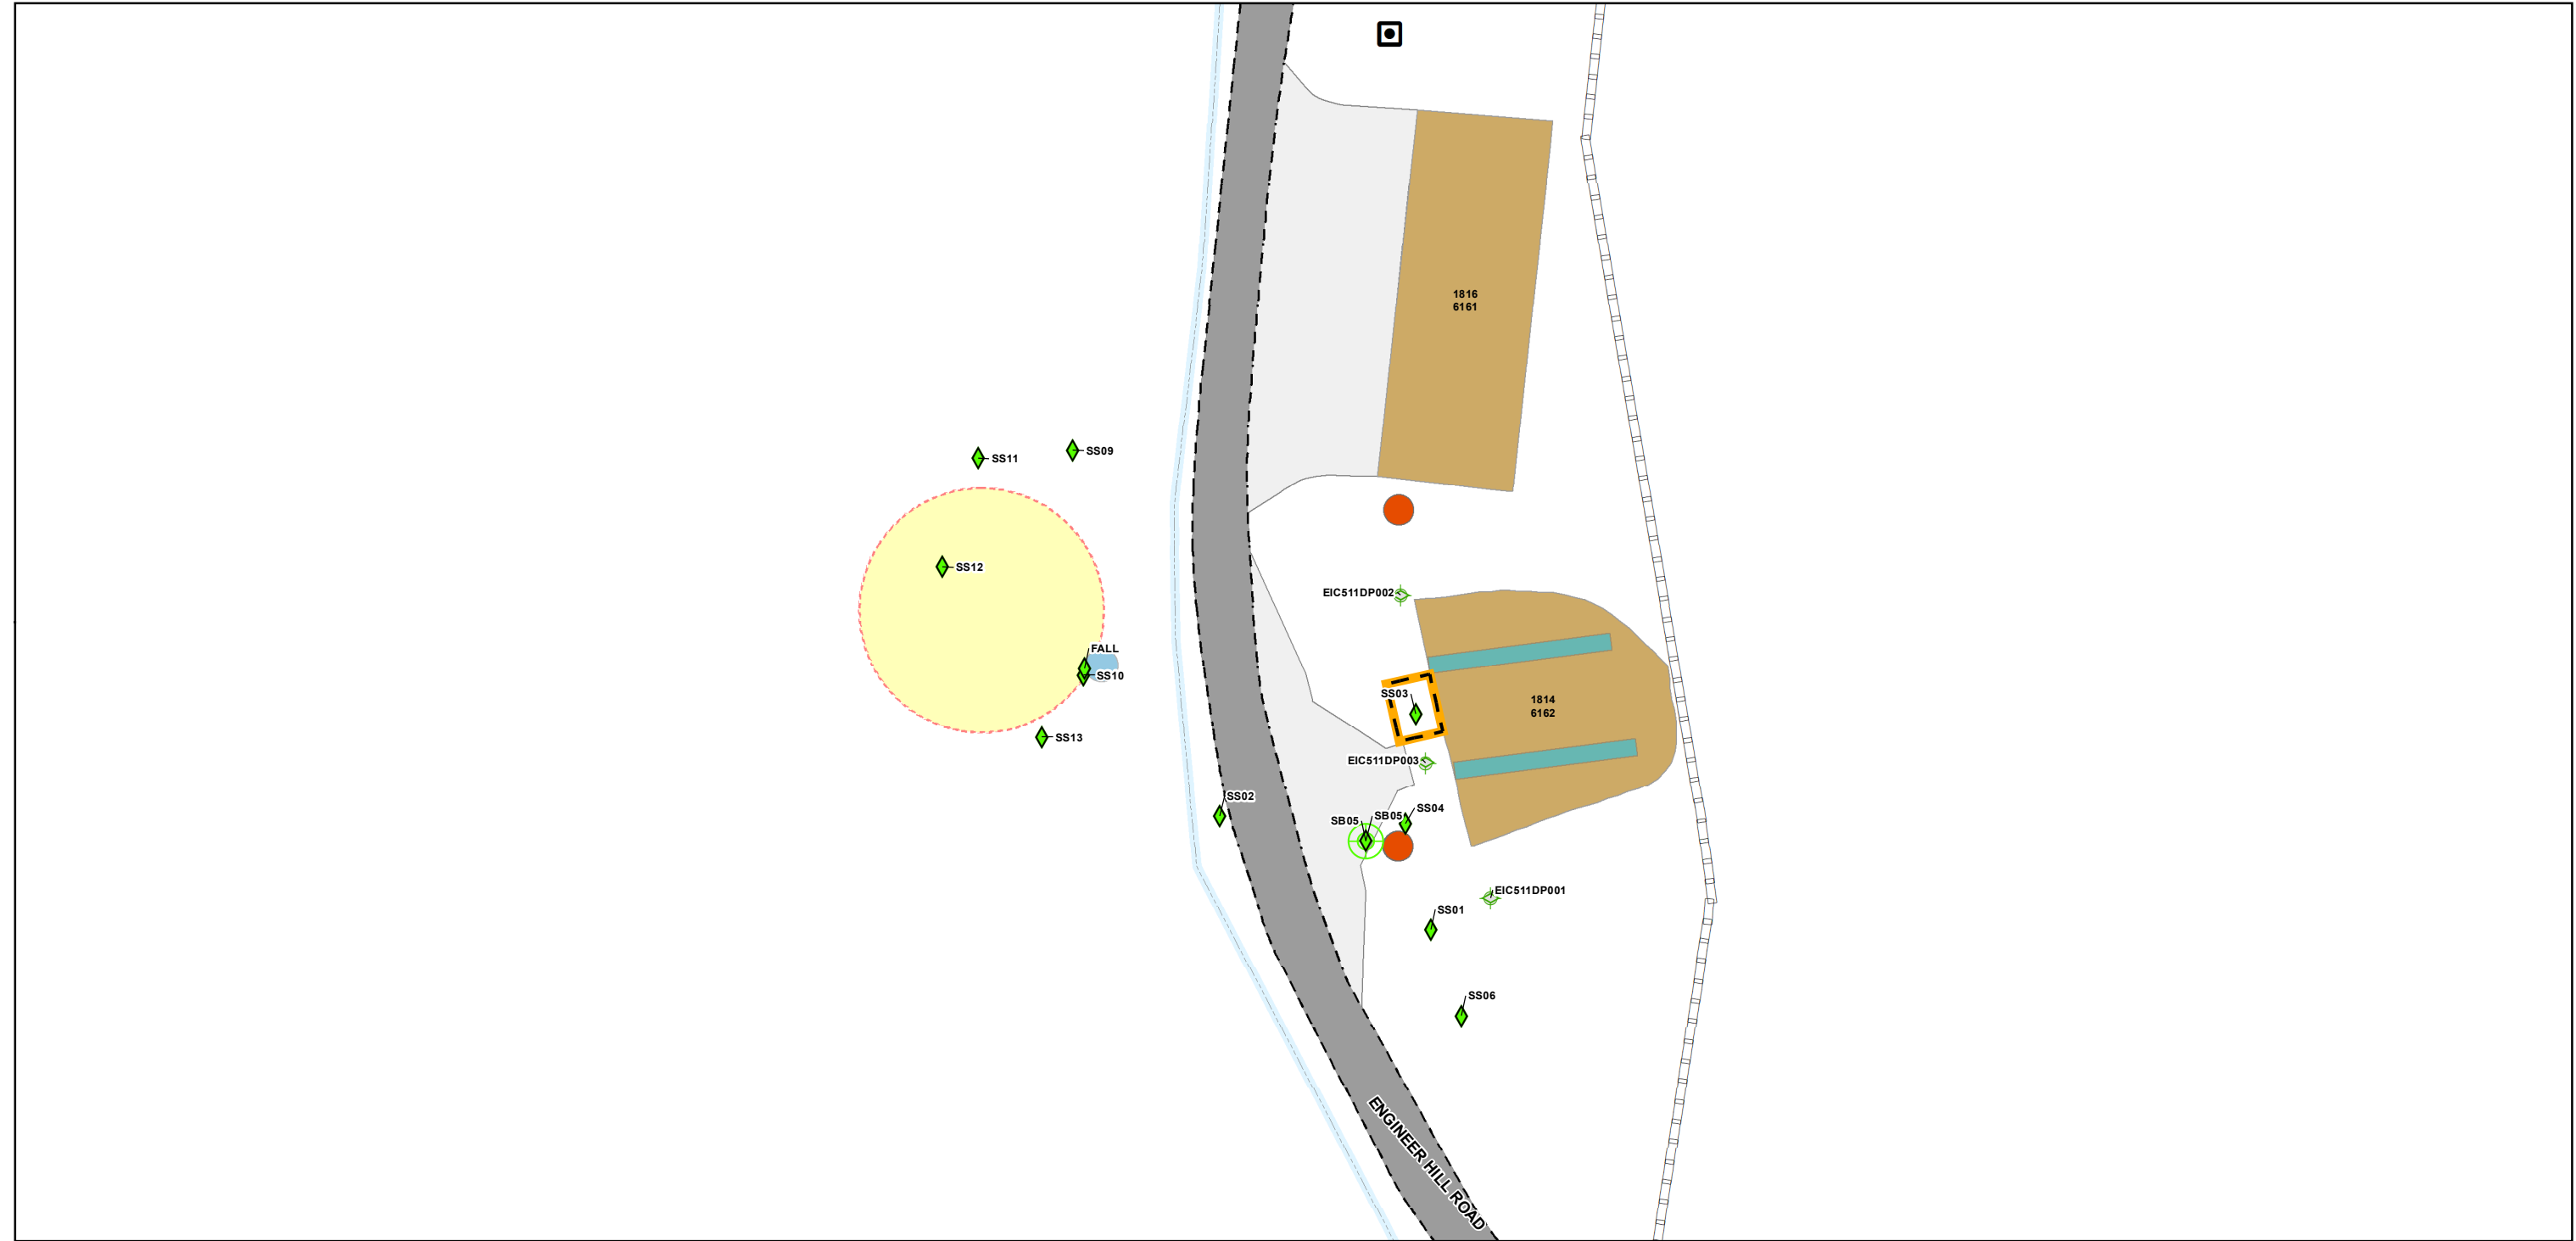 1816
6161
SS09
SS11
SS12
EIC511DP002
FALL
SS10
SS03
1814
6162
SS13
EIC511DP003
SS02
SS04
SB05
SB05
EIC511DP001
SS01
SS06
ENGINEER HILL ROAD